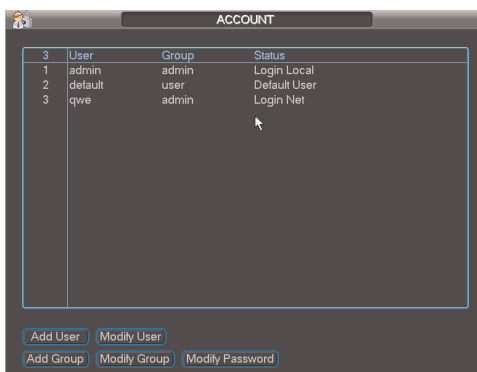 ACCOUNT
3 User Group Status
1 admin admin Login Local
2 default user Default User
3 qwe admin Login Net
Add User Modify User
Add Group Modify Group Modify Password